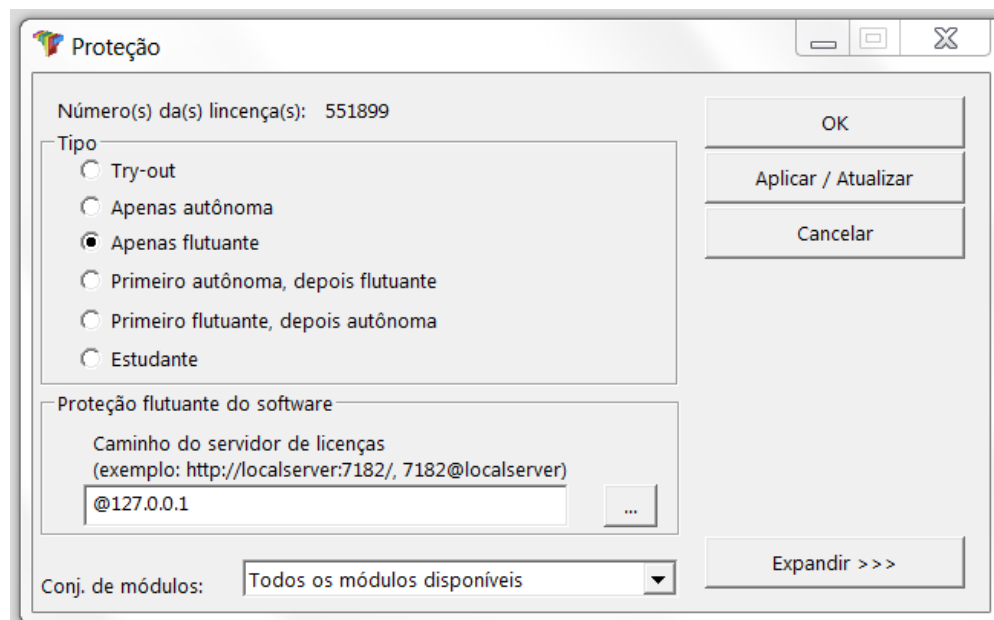 Proteção
Número(s) da(s) lincença(s): 551899
OK
Tipo
Try-out
Aplicar / Atualizar
Apenas autônoma
Cancelar
Apenas flutuante
Primeiro autônoma, depois flutuante
Primeiro flutuante, depois autônoma
Estudante
Proteção flutuante do software
Caminho do servidor de licenças
(exemplo: http://localserver:7182/, 7182@localserver)
@127.0.0.1
...
Expandir >>>
Conj. de módulos: Todos os módulos disponíveis